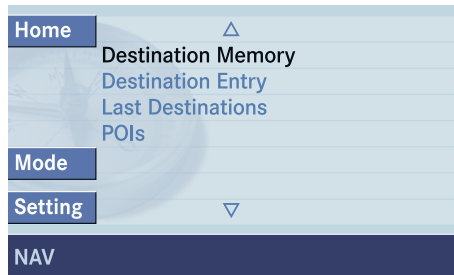 Home
Destination Memory
Destination Entry
Last Destinations
POIs
Mode
Setting
NAV